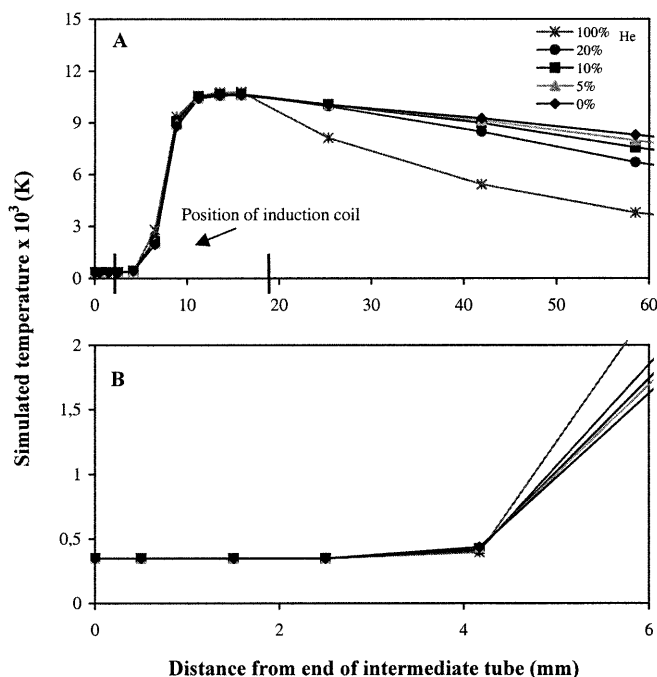 15
12
9
6
3
0
A
100% He
20%
10%
5%
0%
Position of induction coil
0 10 20 30 40 50 60
Simulated temperature x 10³ (K)
2
1,5
1
0,5
0
B
0 2 4 6
Distance from end of intermediate tube (mm)